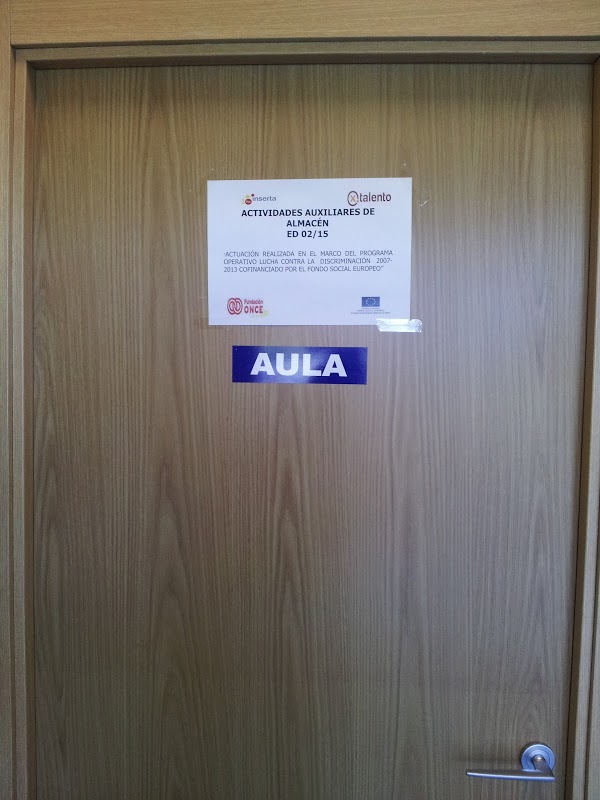 inserta
xtalento
ACTIVIDADES AUXILIARES DE
ALMACÉN
ED 02/15
"ACTUACIÓN REALIZADA EN EL MARCO DEL PROGRAMA
OPERATIVO LUCHA CONTRA LA DISCRIMINACIÓN 2007-
2013 COFINANCIADO POR EL FONDO SOCIAL EUROPEO"
Fundación
ONCE
AULA